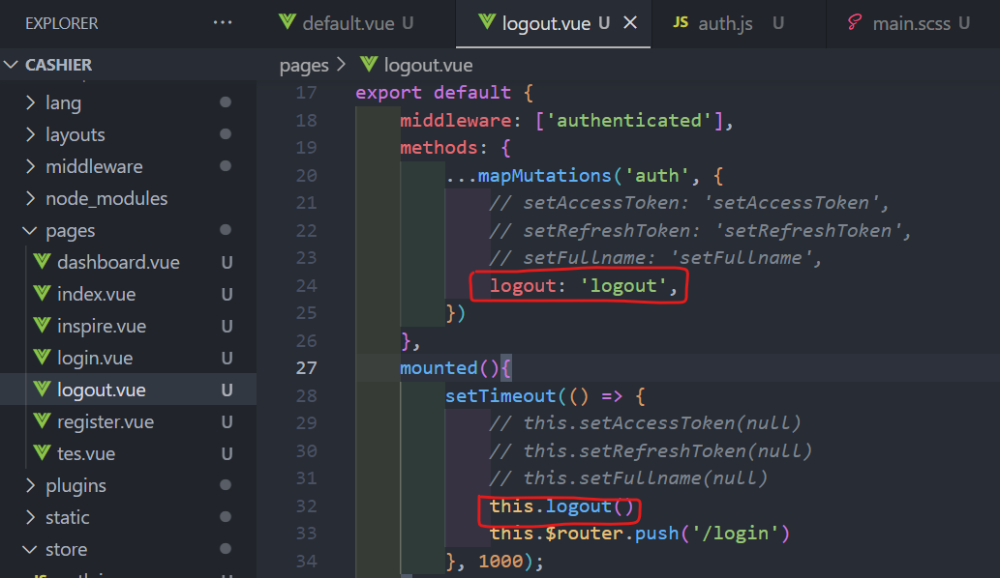 EXPLORER ...
default.vue U
logout.vue U ×
JS auth.js U
main.scss U
CASHIER
lang
layouts
middleware
node_modules
pages
dashboard.vue U
index.vue U
inspire.vue U
login.vue U
logout.vue U
register.vue U
tes.vue U
plugins
static
store
pages > logout.vue
17 export default {
18 middleware: ['authenticated'],
19 methods: {
20 ...mapMutations('auth', {
21 // setAccessToken: 'setAccessToken',
22 // setRefreshToken: 'setRefreshToken',
23 // setFullname: 'setFullname',
24 logout: 'logout',
25 })
26 },
27 mounted(){
28 setTimeout(() => {
29 // this.setAccessToken(null)
30 // this.setRefreshToken(null)
31 // this.setFullname(null)
32 this.logout()
33 this.$router.push('/login')
34 }, 1000);